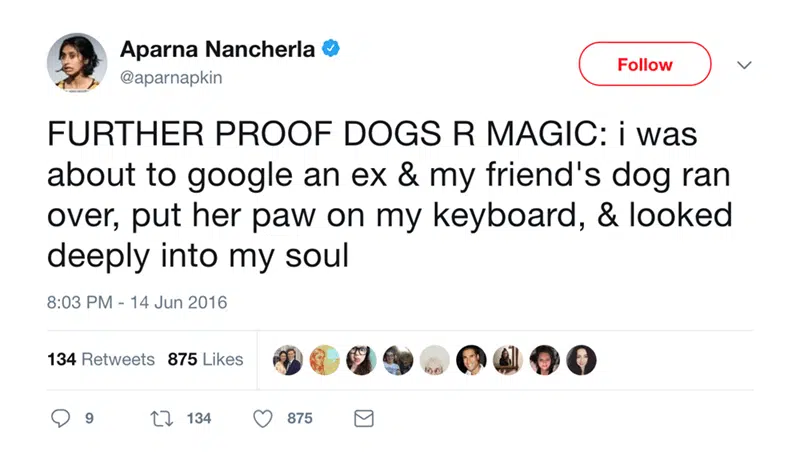 Aparna Nancherla
@aparnapkin
Follow
FURTHER PROOF DOGS R MAGIC: i was
about to google an ex & my friend's dog ran
over, put her paw on my keyboard, & looked
deeply into my soul
8:03 PM - 14 Jun 2016
134 Retweets 875 Likes
9 134 875